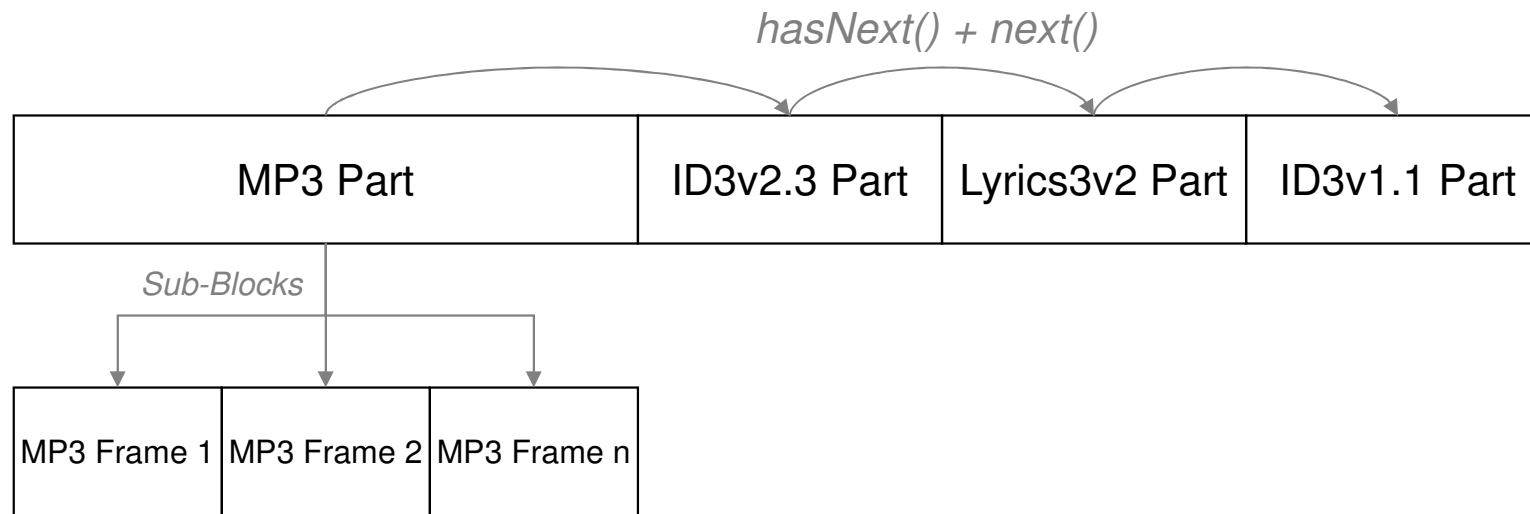 hasNext() + next()
MP3 Part
ID3v2.3 Part
Lyrics3v2 Part
ID3v1.1 Part
Sub-Blocks
MP3 Frame 1
MP3 Frame 2
MP3 Frame n